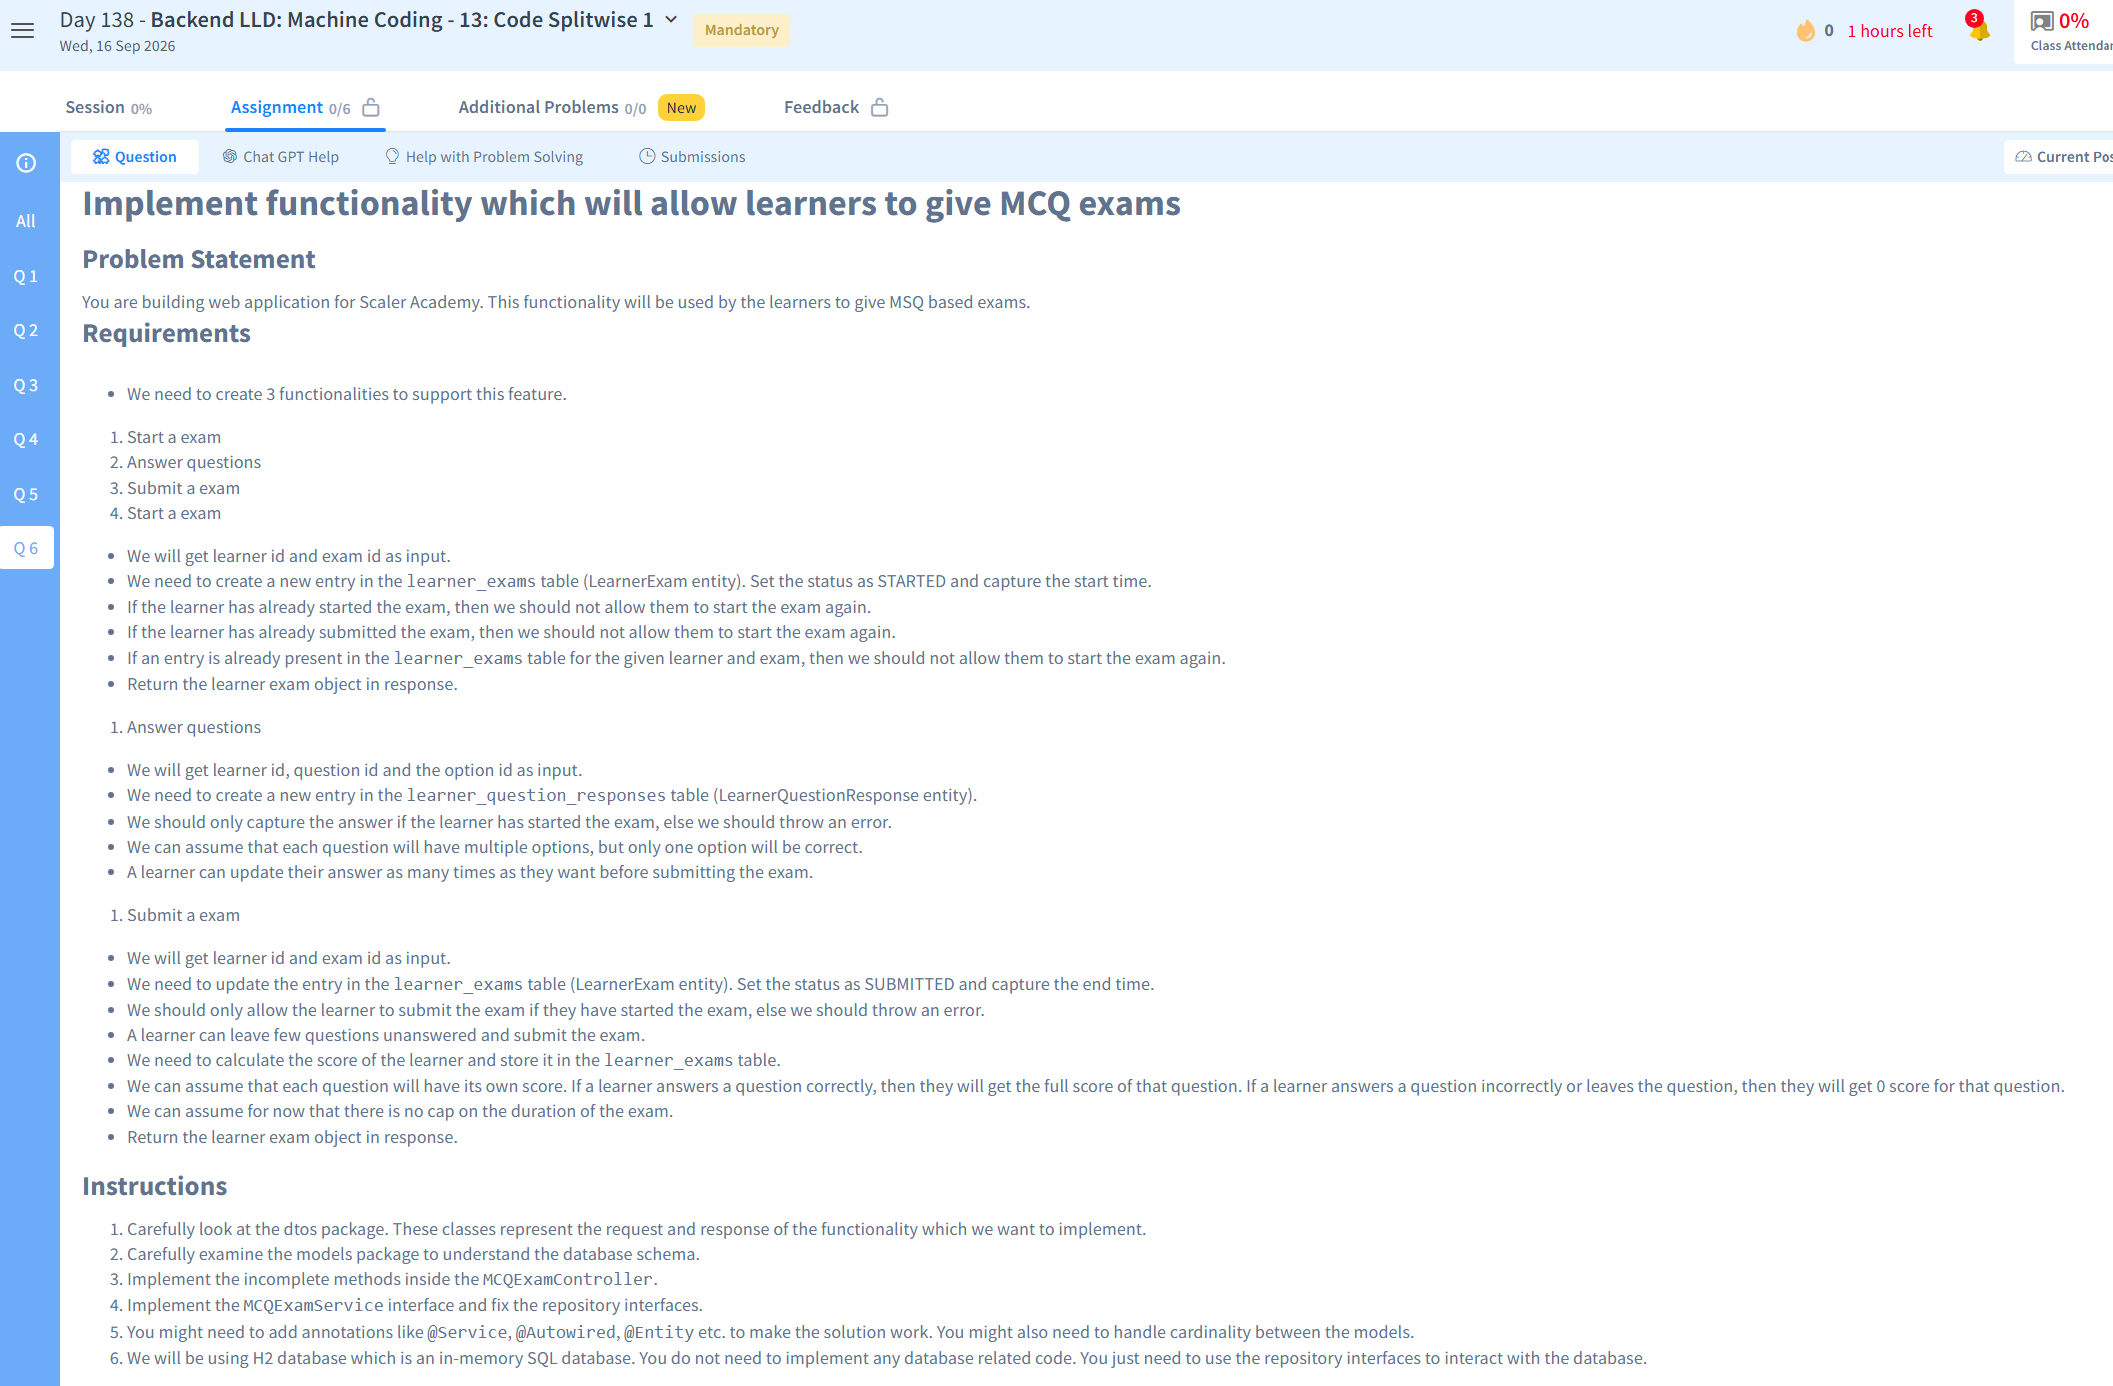 Day 138 - Backend LLD: Machine Coding - 13: Code Splitwise 1
Mandatory
Wed, 16 Sep 2026
0
1 hours left
3
0%
Class Attendar
Session 0%
Assignment 0/6
Additional Problems 0/0 New
Feedback
Question
Chat GPT Help
Help with Problem Solving
Submissions
Current Pos
All
Q 1
Q 2
Q 3
Q 4
Q 5
Q 6
Implement functionality which will allow learners to give MCQ exams
Problem Statement
You are building web application for Scaler Academy. This functionality will be used by the learners to give MSQ based exams.
Requirements
• We need to create 3 functionalities to support this feature.
1. Start a exam
2. Answer questions
3. Submit a exam
4. Start a exam
• We will get learner id and exam id as input.
• We need to create a new entry in the learner_exams table (LearnerExam entity). Set the status as STARTED and capture the start time.
• If the learner has already started the exam, then we should not allow them to start the exam again.
• If the learner has already submitted the exam, then we should not allow them to start the exam again.
• If an entry is already present in the learner_exams table for the given learner and exam, then we should not allow them to start the exam again.
• Return the learner exam object in response.
1. Answer questions
• We will get learner id, question id and the option id as input.
• We need to create a new entry in the learner_question_responses table (LearnerQuestionResponse entity).
• We should only capture the answer if the learner has started the exam, else we should throw an error.
• We can assume that each question will have multiple options, but only one option will be correct.
• A learner can update their answer as many times as they want before submitting the exam.
1. Submit a exam
• We will get learner id and exam id as input.
• We need to update the entry in the learner_exams table (LearnerExam entity). Set the status as SUBMITTED and capture the end time.
• We should only allow the learner to submit the exam if they have started the exam, else we should throw an error.
• A learner can leave few questions unanswered and submit the exam.
• We need to calculate the score of the learner and store it in the learner_exams table.
• We can assume that each question will have its own score. If a learner answers a question correctly, then they will get the full score of that question. If a learner answers a question incorrectly or leaves the question, then they will get 0 score for that question.
• We can assume for now that there is no cap on the duration of the exam.
• Return the learner exam object in response.
Instructions
1. Carefully look at the dtos package. These classes represent the request and response of the functionality which we want to implement.
2. Carefully examine the models package to understand the database schema.
3. Implement the incomplete methods inside the MCQExamController.
4. Implement the MCQExamService interface and fix the repository interfaces.
5. You might need to add annotations like @Service, @Autowired, @Entity etc. to make the solution work. You might also need to handle cardinality between the models.
6. We will be using H2 database which is an in-memory SQL database. You do not need to implement any database related code. You just need to use the repository interfaces to interact with the database.